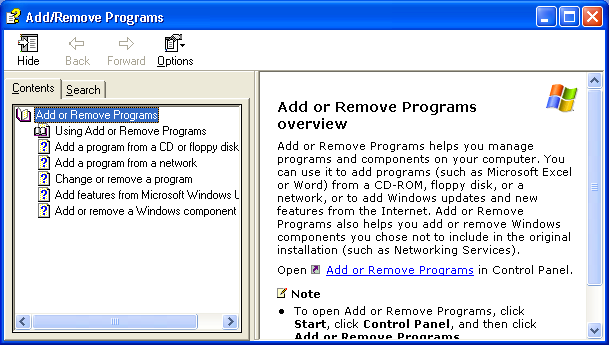 Add/Remove Programs
Hide Back Forward Options
Contents Search
Add or Remove Programs
Using Add or Remove Programs
Add a program from a CD or floppy disk
Add a program from a network
Change or remove a program
Add features from Microsoft Windows U
Add or remove a Windows component
Add or Remove Programs
overview
Add or Remove Programs helps you manage
programs and components on your computer. You
can use it to add programs (such as Microsoft Excel
or Word) from a CD-ROM, floppy disk, or a
network, or to add Windows updates and new
features from the Internet. Add or Remove
Programs also helps you add or remove Windows
components you chose not to include in the original
installation (such as Networking Services).
Open Add or Remove Programs in Control Panel.
Note
• To open Add or Remove Programs, click
Start, click Control Panel, and then click
Add or Remove Programs